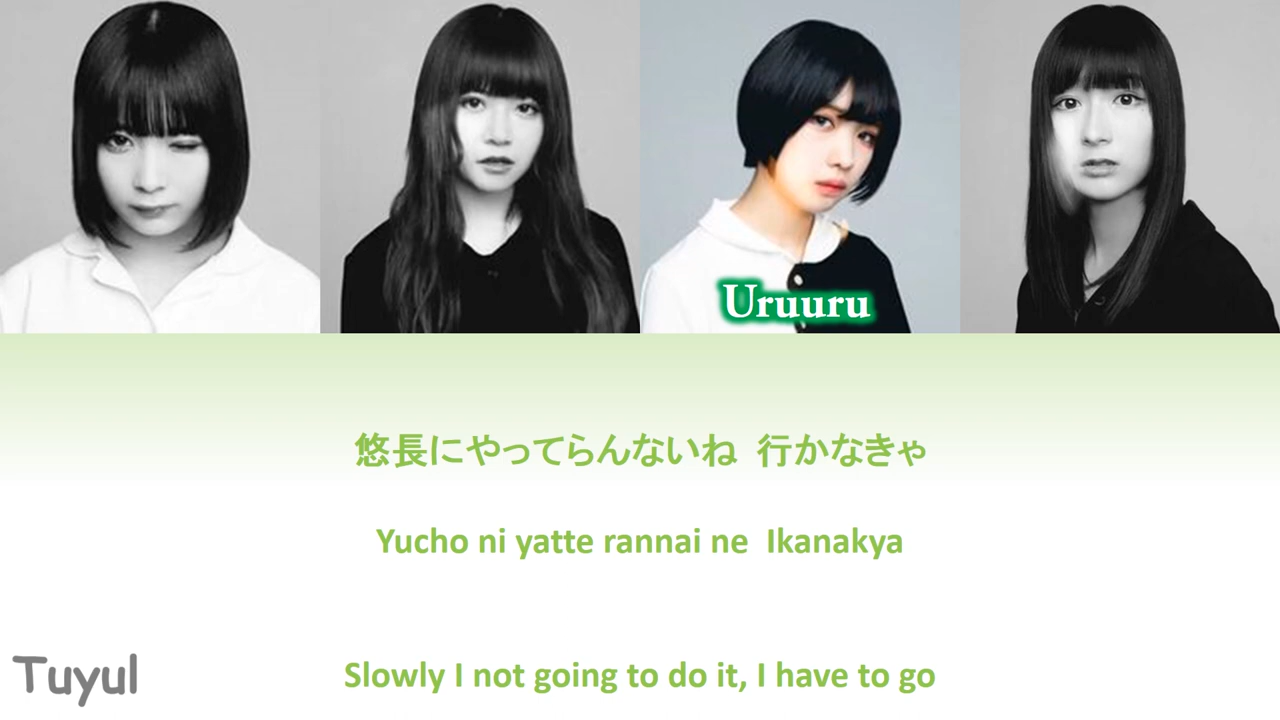 Uruuru
悠長にやってらんないね 行かなきゃ
Yucho ni yatte rannai ne Ikanakya
Slowly I not going to do it, I have to go
Tuyul